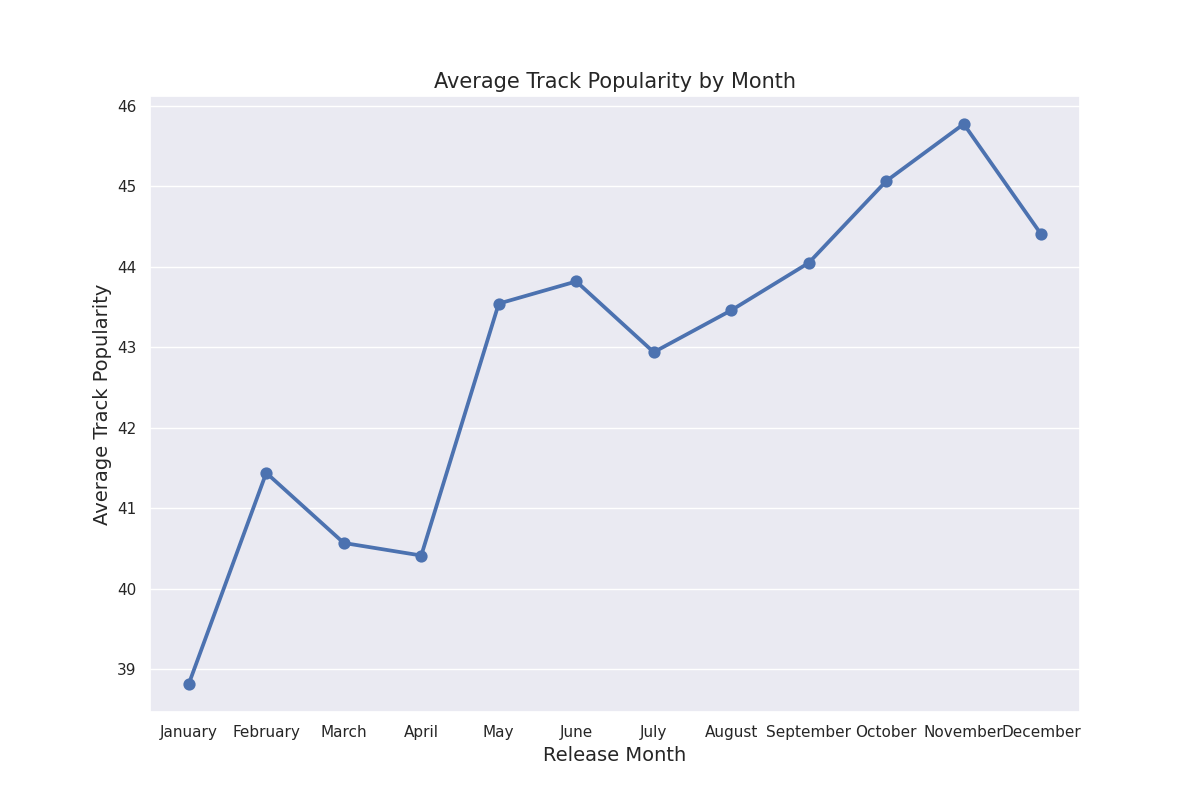 Average Track Popularity by Month
46
45
44
43
42
41
40
39
Average Track Popularity
January February March April May June July August September October November December
Release Month